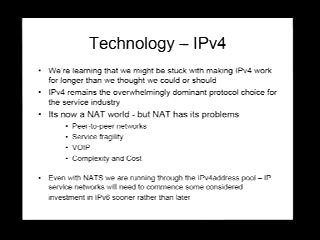 Technology – IPv4
• We're learning that we might be stuck with making IPv4 work
for longer than we thought we could or should
• IPv4 remains the overwhelmingly dominant protocol choice for
the service industry
• Its now a NAT world - but NAT has its problems
• Peer-to-peer networks
• Service fragility
• VOIP
• Complexity and Cost
• Even with NATS we are running through the IPv4address pool – IP
service networks will need to commence some considered
investment in IPv6 sooner rather than later